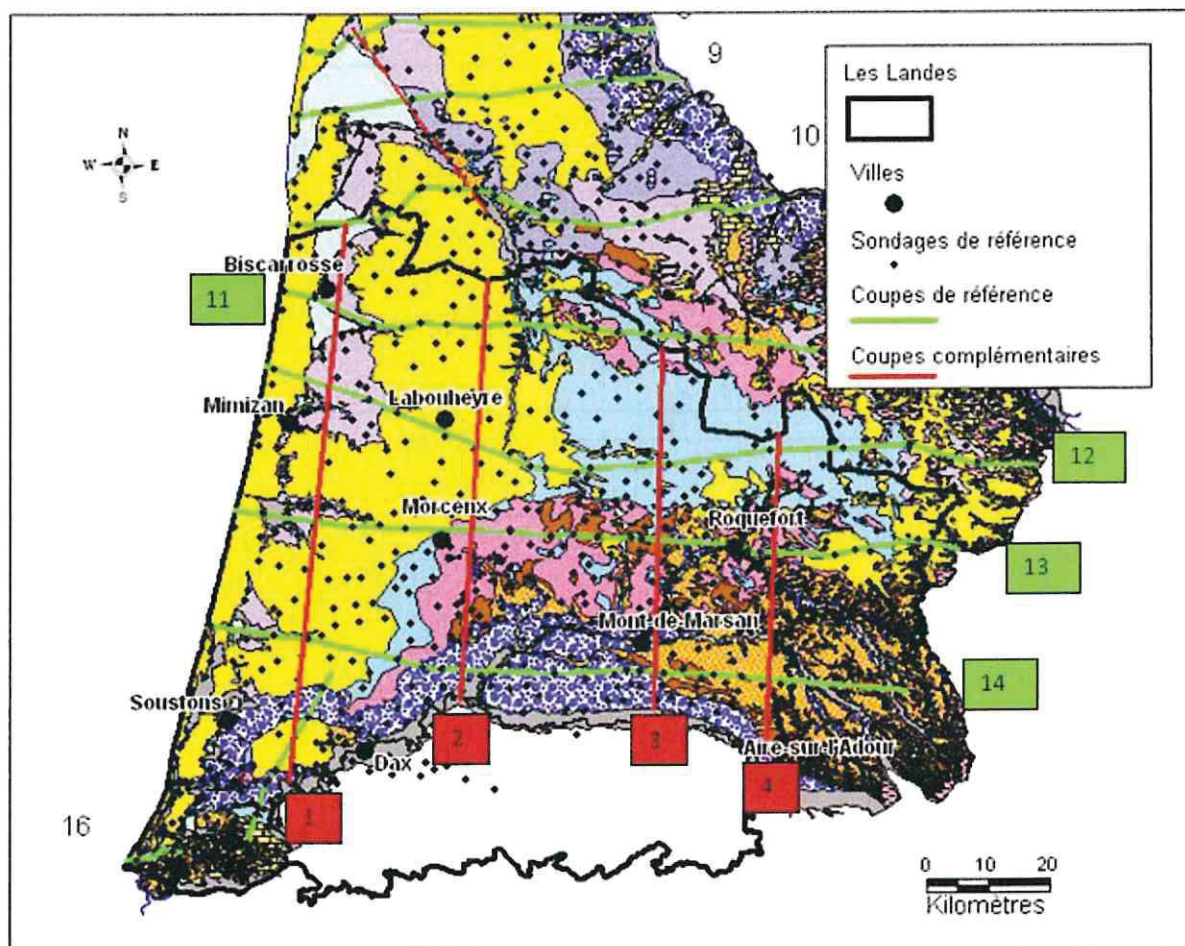 9
10
Les Landes
Villes
Sondages de référence
Coupes de référence
Coupes complémentaires
N
W E
S
Biscarrosse
11
Mimizan
Labouheyre
12
Morcenx
Roquefort
13
Mont-de-Marsan
14
Soustons
2
3
Aire-sur-l'Adour
Dax
4
1
16
0 10 20
Kilomètres